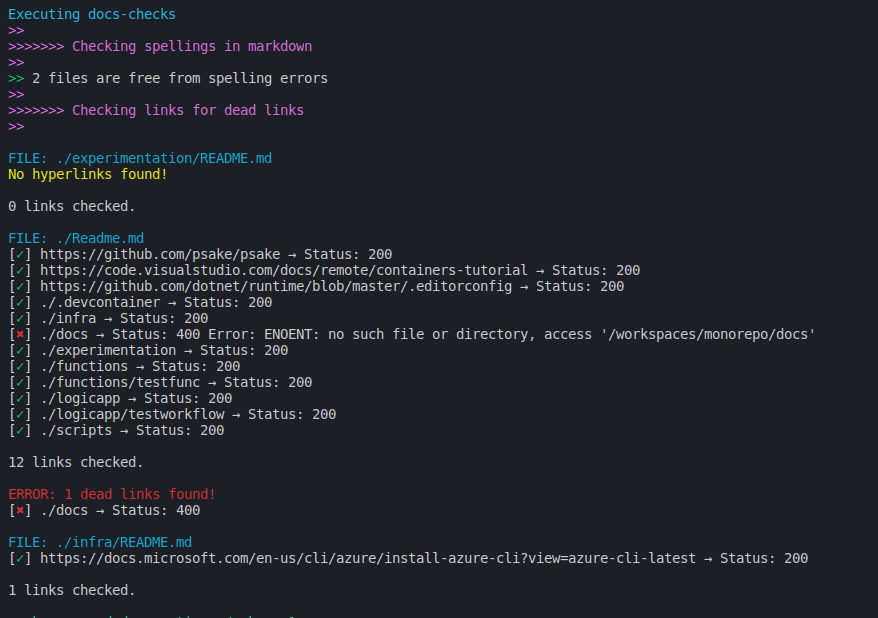 Executing docs-checks
>>
>>>>>>> Checking spellings in markdown
>>
>> 2 files are free from spelling errors
>>
>>>>>>> Checking links for dead links
>>
FILE: ./experimentation/README.md
No hyperlinks found!
0 links checked.
FILE: ./Readme.md
[✓] https://github.com/psake/psake → Status: 200
[✓] https://code.visualstudio.com/docs/remote/containers-tutorial → Status: 200
[✓] https://github.com/dotnet/runtime/blob/master/.editorconfig → Status: 200
[✓] ./.devcontainer → Status: 200
[✓] ./infra → Status: 200
[✖] ./docs → Status: 400 Error: ENOENT: no such file or directory, access '/workspaces/monorepo/docs'
[✓] ./experimentation → Status: 200
[✓] ./functions → Status: 200
[✓] ./functions/testfunc → Status: 200
[✓] ./logicapp → Status: 200
[✓] ./logicapp/testworkflow → Status: 200
[✓] ./scripts → Status: 200
12 links checked.
ERROR: 1 dead links found!
[✖] ./docs → Status: 400
FILE: ./infra/README.md
[✓] https://docs.microsoft.com/en-us/cli/azure/install-azure-cli?view=azure-cli-latest → Status: 200
1 links checked.